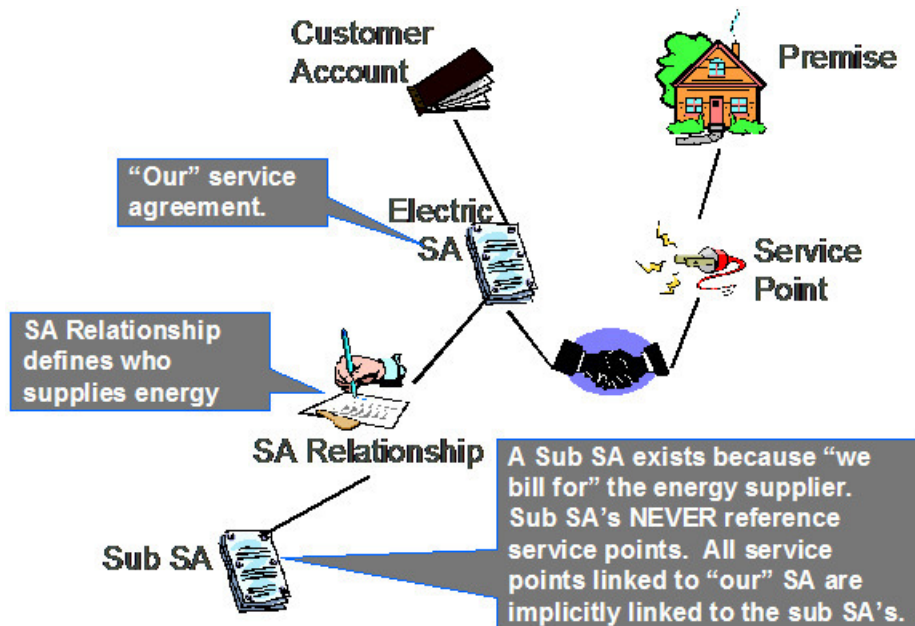 Customer
Account
Premise
“Our” service
agreement.
Electric
SA
Service
Point
SA Relationship
defines who
supplies energy
SA Relationship
A Sub SA exists because “we
bill for” the energy supplier.
Sub SA’s NEVER reference
service points.  All service
points linked to “our” SA are
implicitly linked to the sub SA’s.
Sub SA